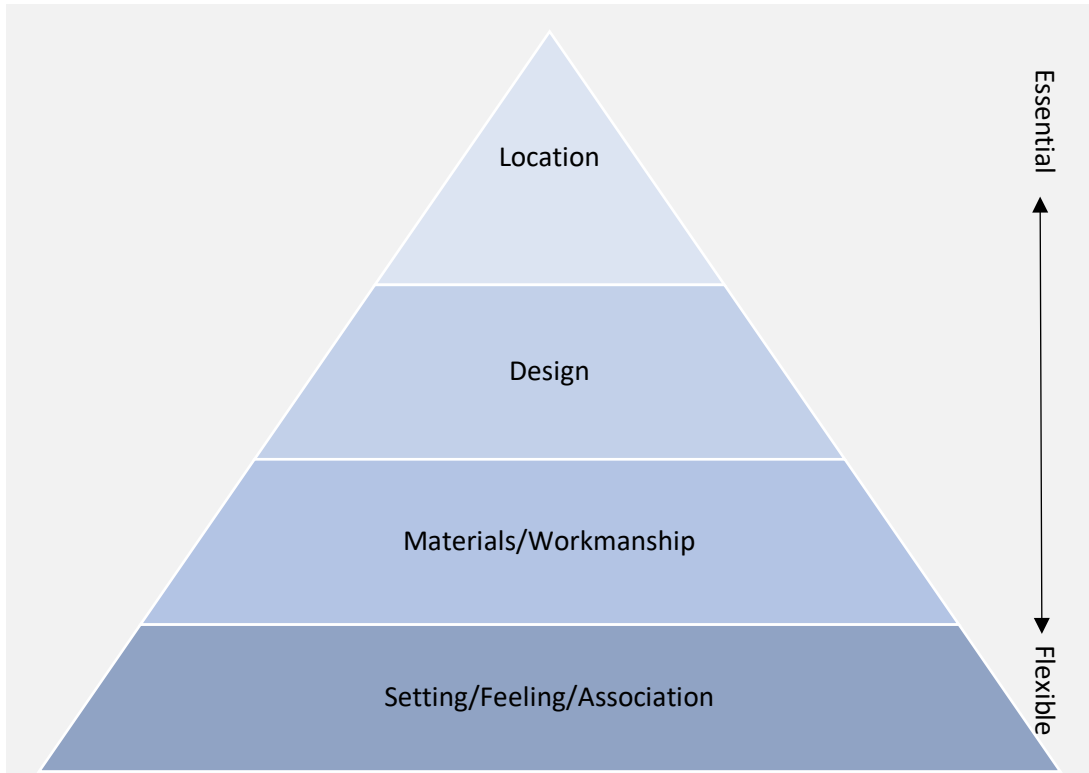 Essential
Location
Design
Materials/Workmanship
Flexible
Setting/Feeling/Association